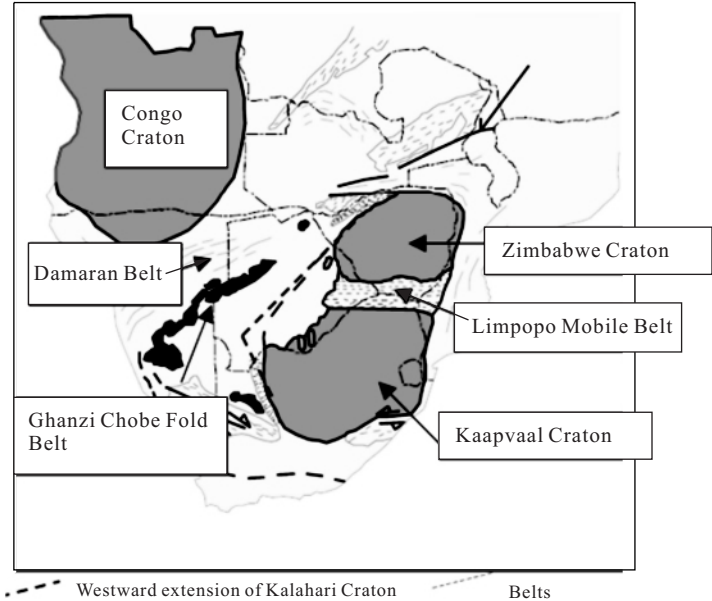 Congo
Craton
Zimbabwe Craton
Damaran Belt
Limpopo Mobile Belt
Ghanzi Chobe Fold
Belt
Kaapvaal Craton
Westward extension of Kalahari Craton
Belts